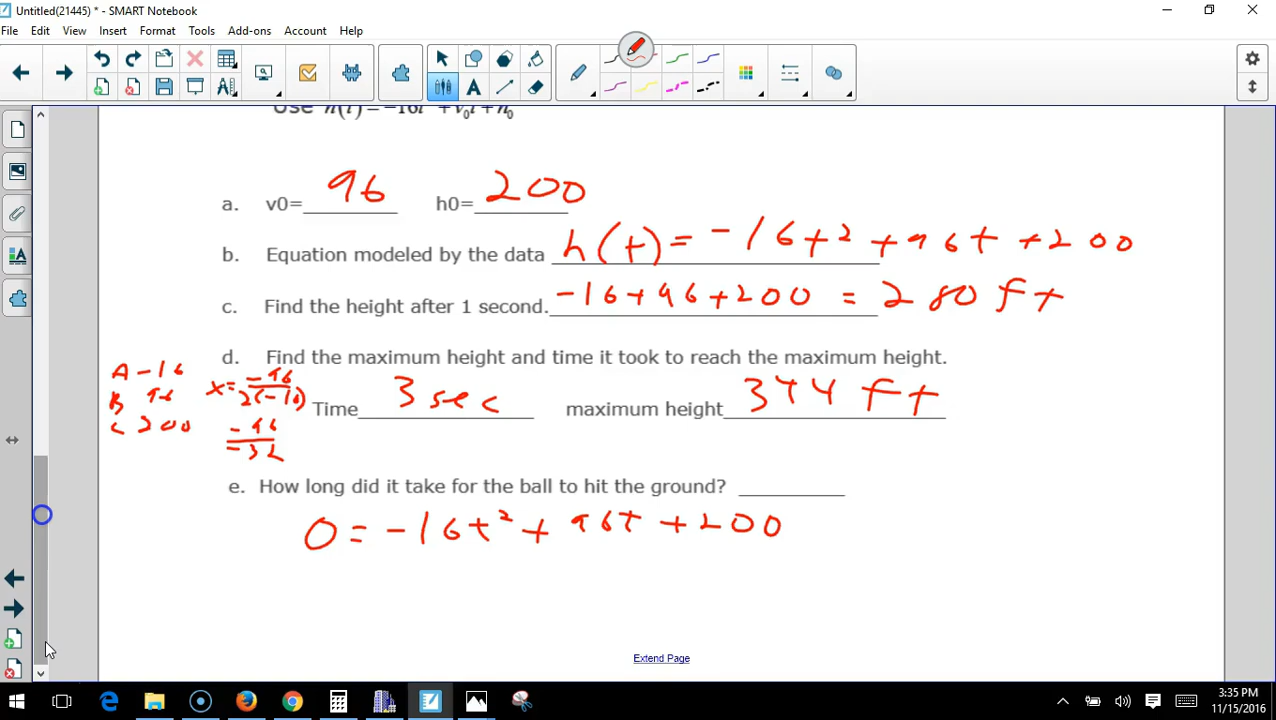 Untitled(21445) * - SMART Notebook
File Edit View Insert Format Tools Add-ons Account Help
Use h(t) = -16t + v₀t + h₀
a. v0= 96 h0= 200
b. Equation modeled by the data h(t) = -16t² + 96t + 200
c. Find the height after 1 second. -16+96+200 = 280 ft
d. Find the maximum height and time it took to reach the maximum height.
A -16
B 96
C 200
x = -96
2(-16)
-96
-32
Time 3 sec maximum height 344 ft
e. How long did it take for the ball to hit the ground?
0 = -16t² + 96t + 200
Extend Page
3:35 PM
11/15/2016